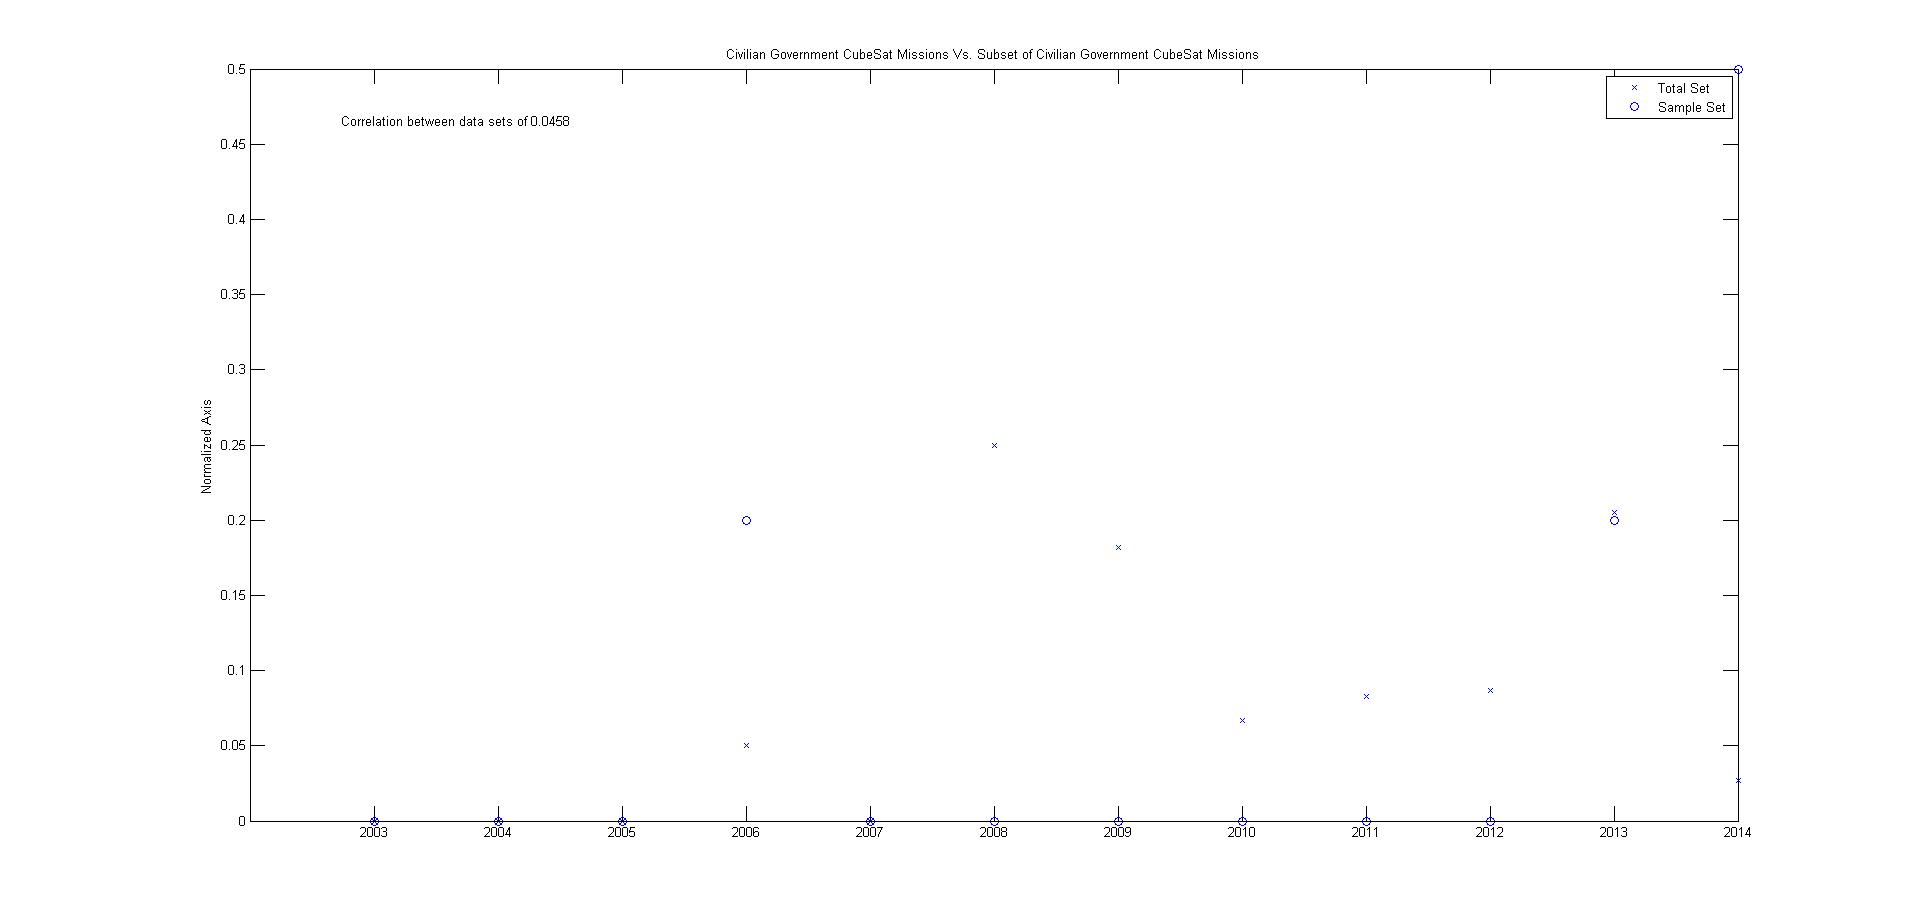 Civilian Government CubeSat Missions Vs. Subset of Civilian Government CubeSat Missions
0.5
Total Set
Sample Set
Correlation between data sets of 0.0458
0.45
0.4
0.35
0.3
Normalized Axis
0.25
0.2
0.15
0.1
0.05
0
2003 2004 2005 2006 2007 2008 2009 2010 2011 2012 2013 2014